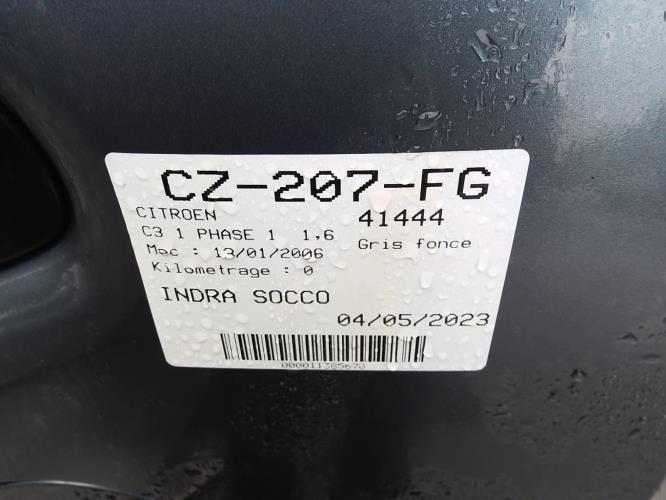 CZ-207-FG
CITROEN 41444
C3 1 PHASE 1 1,6 Gris fonce
Mec : 13/01/2006
Kilometrage : 0
INDRA SOCCO
04/05/2023